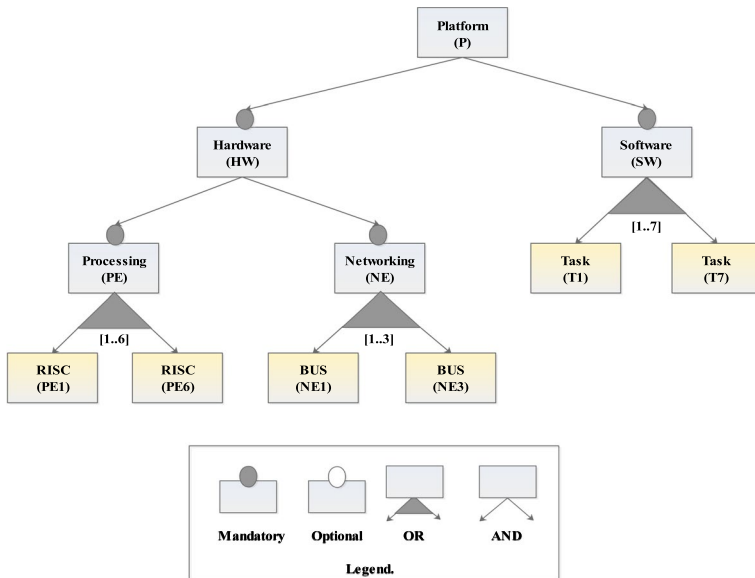 Platform
(P)
Hardware
(HW)
Software
(SW)
[1..7]
Processing
(PE)
Networking
(NE)
Task
(T1)
Task
(T7)
[1..6]
[1..3]
RISC
(PE1)
RISC
(PE6)
BUS
(NE1)
BUS
(NE3)
Mandatory
Optional
OR
AND
Legend.